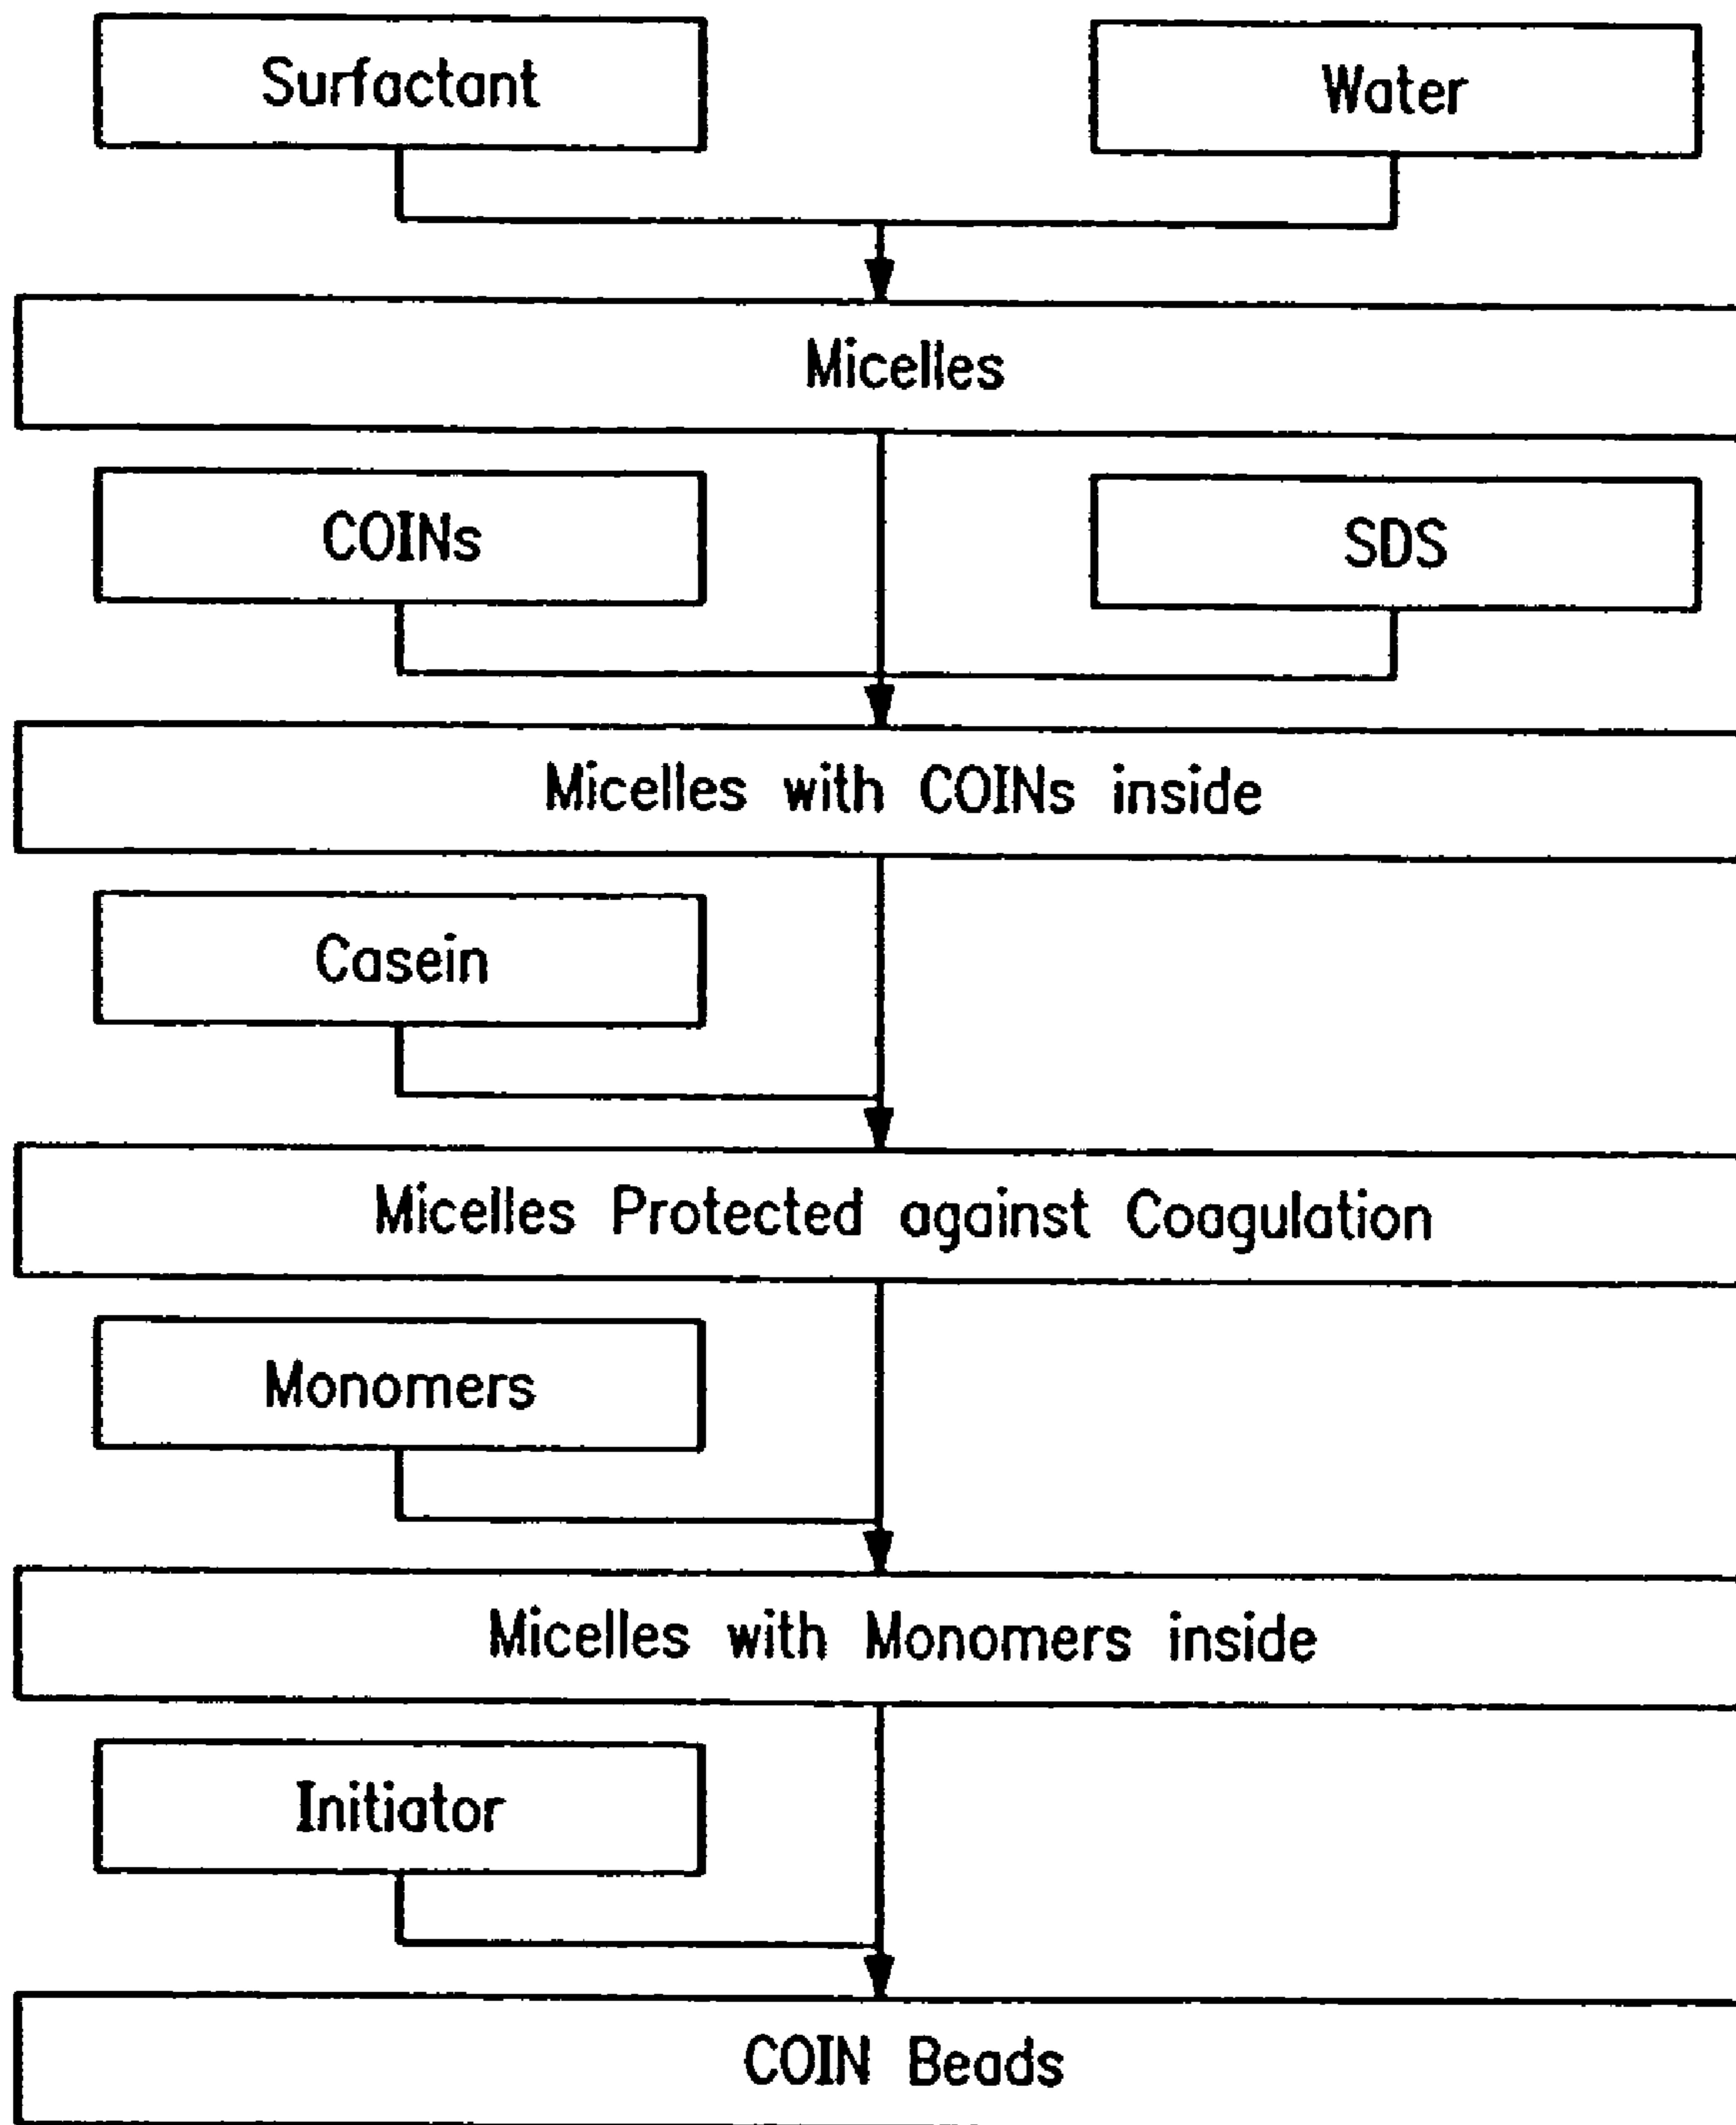 Surfactant
Water
Micelles
COINs
SDS
Micelles with COINs inside
Casein
Micelles Protected against Coagulation
Monomers
Micelles with Monomers inside
Initiator
COIN Beads